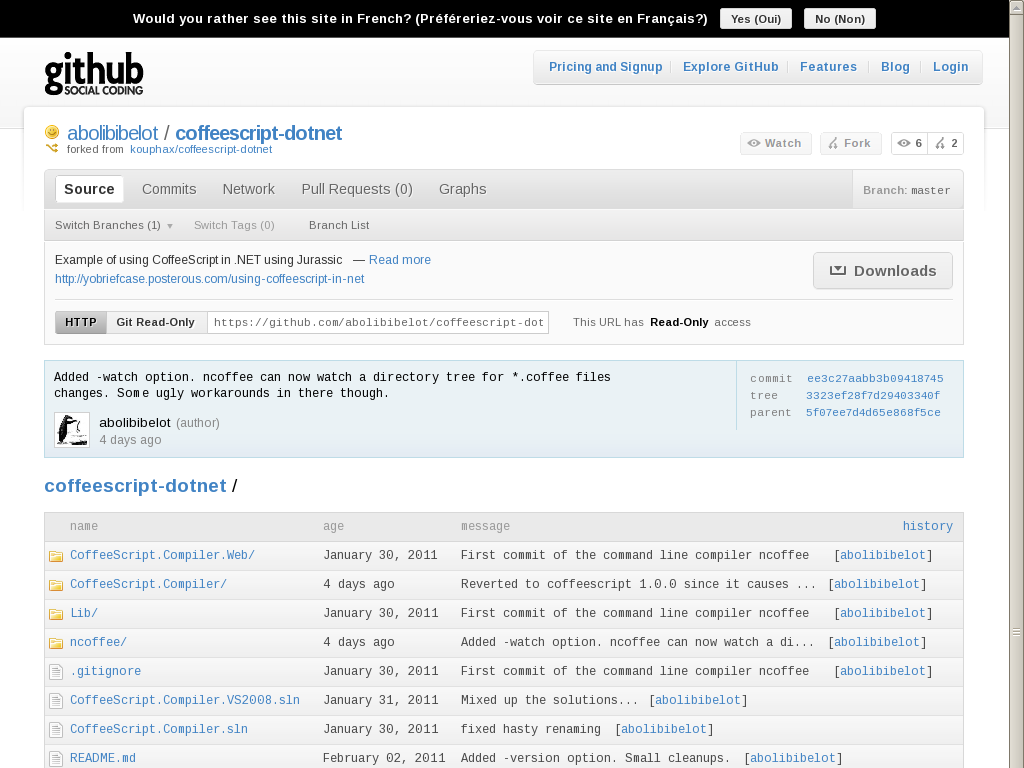 Would you rather see this site in French? (Préféreriez-vous voir ce site en Français?) Yes (Oui) No (Non)
github
SOCIAL CODING
Pricing and Signup Explore GitHub Features Blog Login
abolibibelot / coffeescript-dotnet
forked from kouphax/coffeescript-dotnet
Watch Fork 6 2
Source Commits Network Pull Requests (0) Graphs Branch: master
Switch Branches (1) Switch Tags (0) Branch List
Example of using CoffeeScript in .NET using Jurassic — Read more
http://yobriefcase.posterous.com/using-coffeescript-in-net
Downloads
HTTP Git Read-Only https://github.com/abolibibelot/coffeescript-dot This URL has Read-Only access
Added -watch option. ncoffee can now watch a directory tree for *.coffee files
changes. Some ugly workarounds in there though.
abolibibelot (author)
4 days ago
commit ee3c27aabb3b09418745
tree 3323ef28f7d29403340f
parent 5f07ee7d4d65e868f5ce
coffeescript-dotnet /
name age message history
CoffeeScript.Compiler.Web/ January 30, 2011 First commit of the command line compiler ncoffee [abolibibelot]
CoffeeScript.Compiler/ 4 days ago Reverted to coffeescript 1.0.0 since it causes ... [abolibibelot]
Lib/ January 30, 2011 First commit of the command line compiler ncoffee [abolibibelot]
ncoffee/ 4 days ago Added -watch option. ncoffee can now watch a di... [abolibibelot]
.gitignore January 30, 2011 First commit of the command line compiler ncoffee [abolibibelot]
CoffeeScript.Compiler.VS2008.sln January 31, 2011 Mixed up the solutions... [abolibibelot]
CoffeeScript.Compiler.sln January 30, 2011 fixed hasty renaming [abolibibelot]
README.md February 02, 2011 Added -version option. Small cleanups. [abolibibelot]